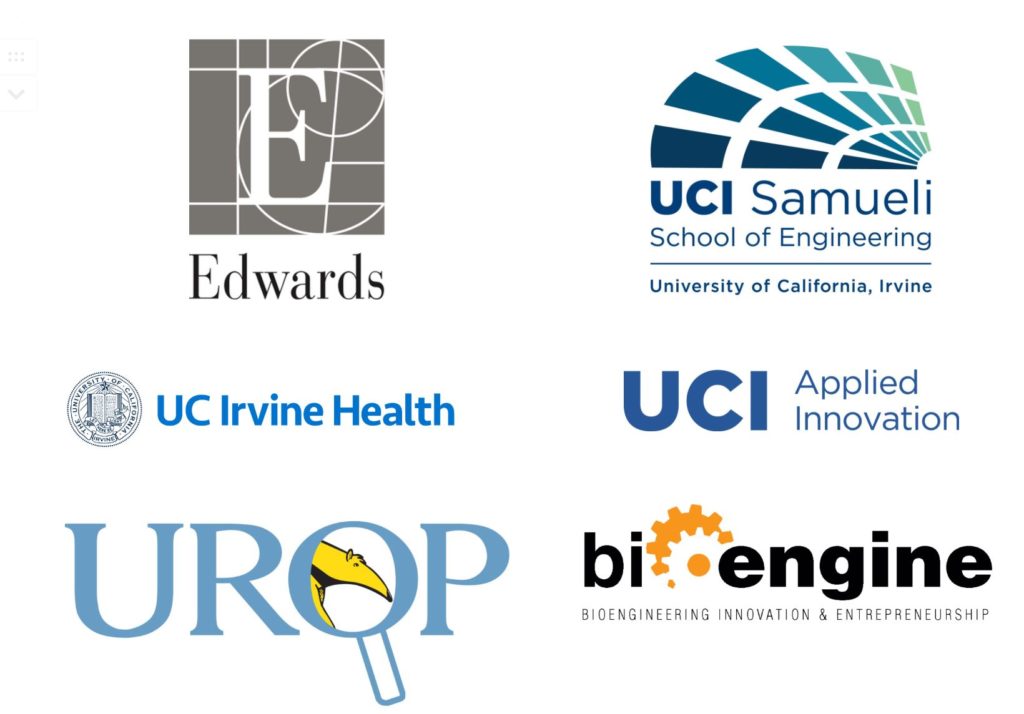 E
Edwards
UCI Samueli
School of Engineering
University of California, Irvine
THE UNIVERSITY OF CALIFORNIA
IRVINE
UC Irvine Health
UCI Applied
Innovation
UROP
bioengine
BIOENGINEERING INNOVATION & ENTREPRENEURSHIP